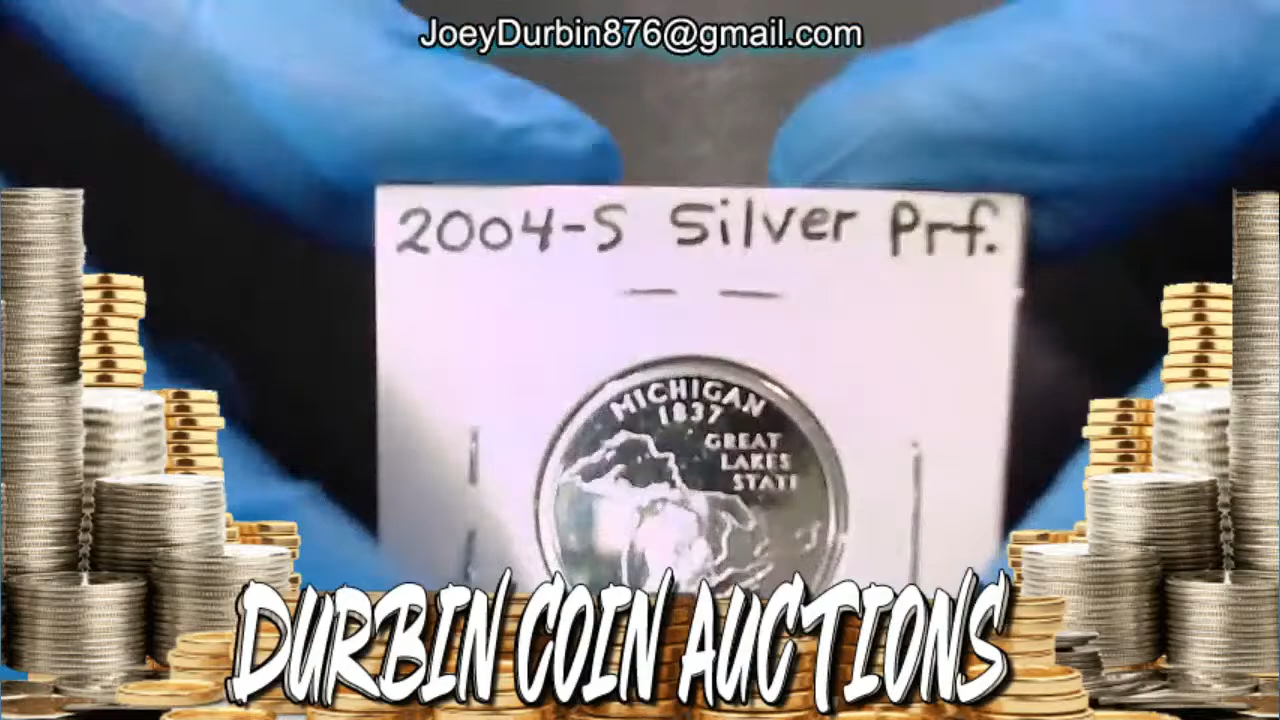 JoeyDurbin876@gmail.com
2004-S Silver Prf.
MICHIGAN
1837
GREAT
LAKES
STATE
DURBIN COIN AUCTIONS